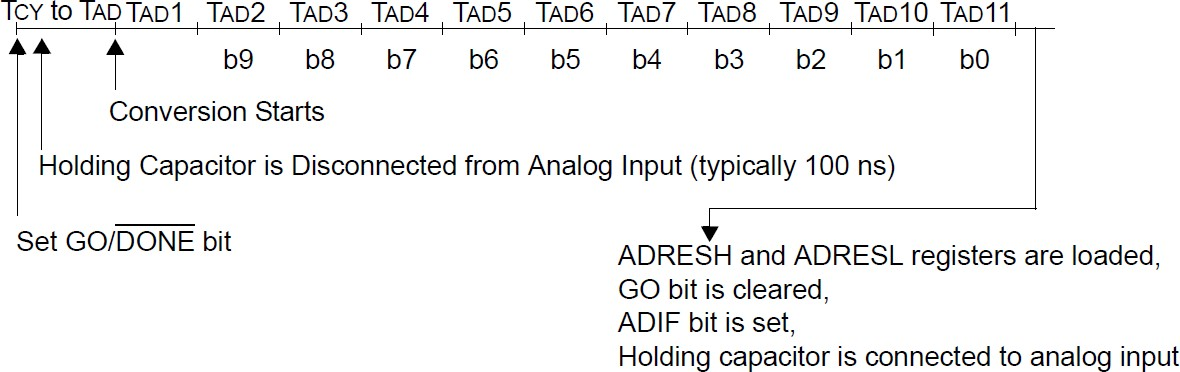 TCY to TAD TAD1 TAD2 TAD3 TAD4 TAD5 TAD6 TAD7 TAD8 TAD9 TAD10 TAD11
b9 b8 b7 b6 b5 b4 b3 b2 b1 b0
Conversion Starts
Holding Capacitor is Disconnected from Analog Input (typically 100 ns)
Set GO/DONE bit
ADRESH and ADRESL registers are loaded,
GO bit is cleared,
ADIF bit is set,
Holding capacitor is connected to analog input